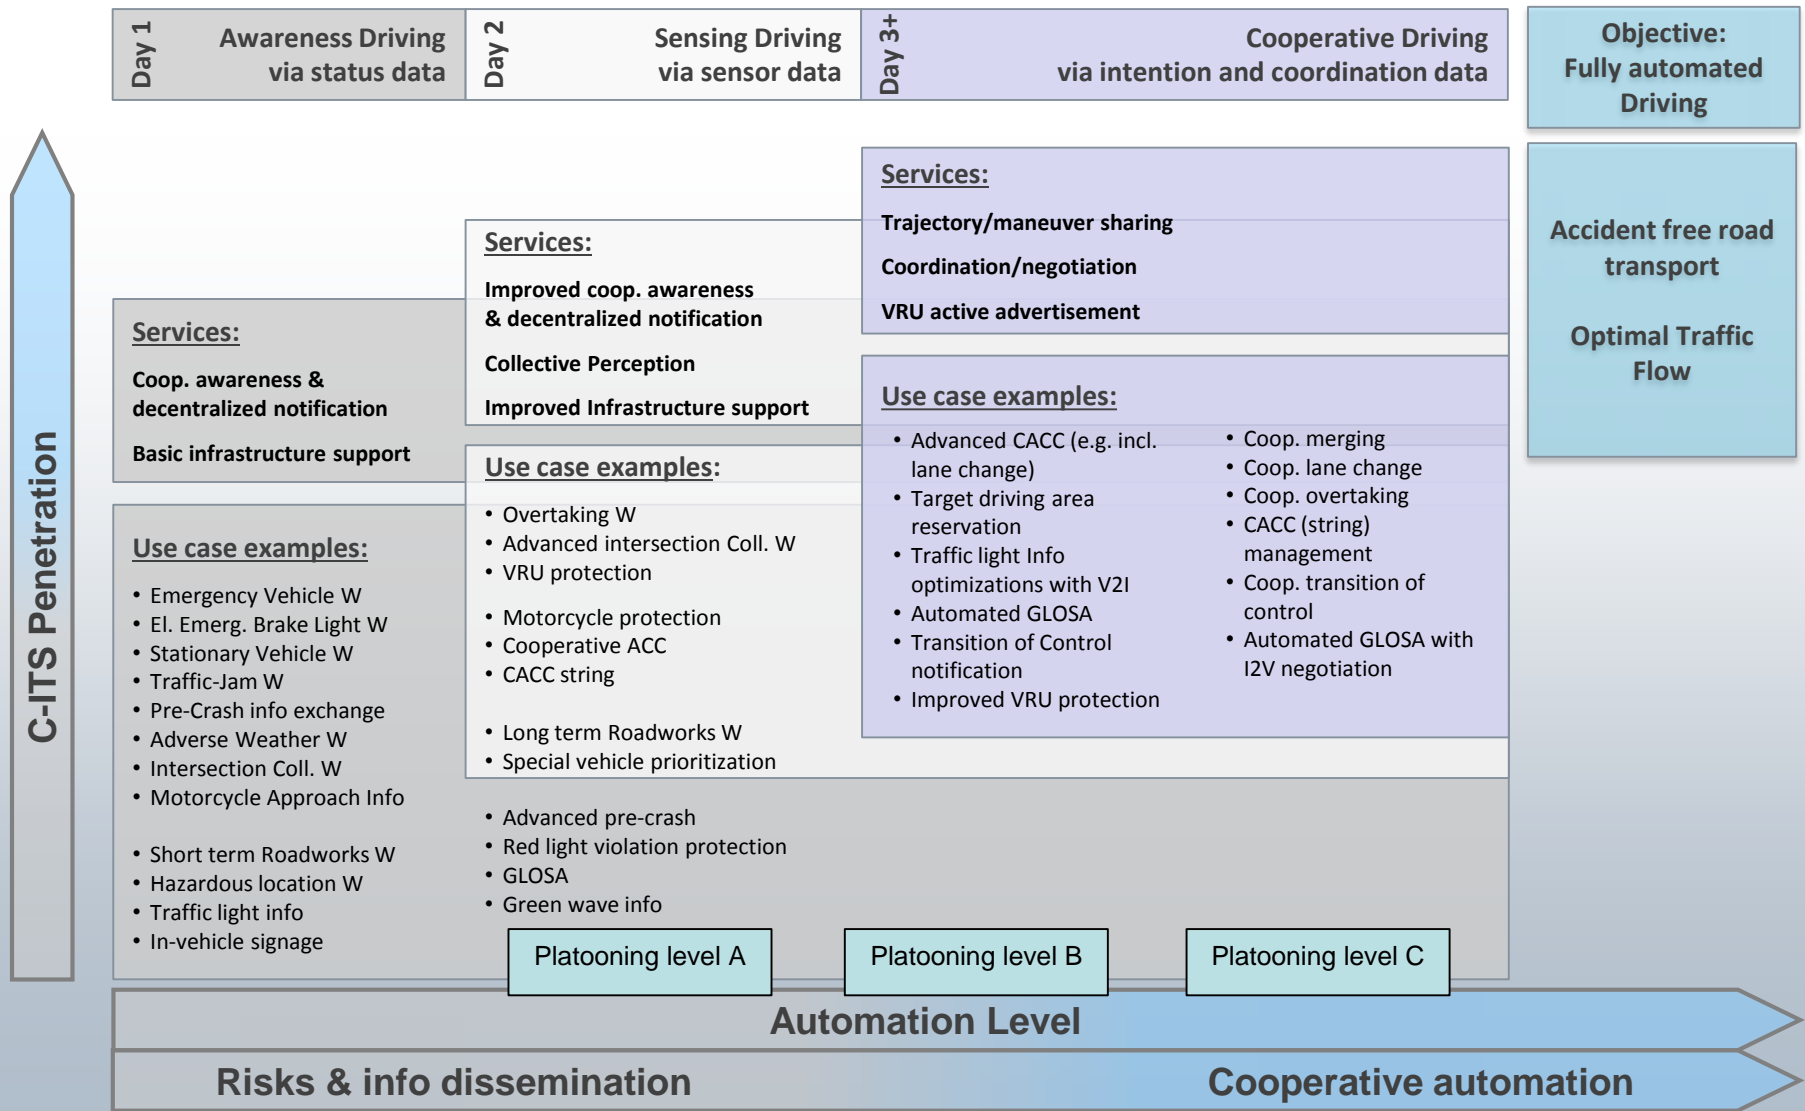 Day 1
Awareness Driving
via status data
Day 2
Sensing Driving
via sensor data
Day 3+
Cooperative Driving
via intention and coordination data
Objective:
Fully automated
Driving
C-ITS Penetration
Services:
Coop. awareness &
decentralized notification
Basic infrastructure support
Use case examples:
• Emergency Vehicle W
• El. Emerg. Brake Light W
• Stationary Vehicle W
• Traffic-Jam W
• Pre-Crash info exchange
• Adverse Weather W
• Intersection Coll. W
• Motorcycle Approach Info
• Short term Roadworks W
• Hazardous location W
• Traffic light info
• In-vehicle signage
Services:
Improved coop. awareness
& decentralized notification
Collective Perception
Improved Infrastructure support
Use case examples:
• Overtaking W
• Advanced intersection Coll. W
• VRU protection
• Motorcycle protection
• Cooperative ACC
• CACC string
• Long term Roadworks W
• Special vehicle prioritization
• Advanced pre-crash
• Red light violation protection
• GLOSA
• Green wave info
Services:
Trajectory/maneuver sharing
Coordination/negotiation
VRU active advertisement
Use case examples:
• Advanced CACC (e.g. incl.
lane change)
• Target driving area
reservation
• Traffic light Info
optimizations with V2I
• Automated GLOSA
• Transition of Control
notification
• Improved VRU protection
• Coop. merging
• Coop. lane change
• Coop. overtaking
• CACC (string)
management
• Coop. transition of
control
• Automated GLOSA with
I2V negotiation
Accident free road
transport
Optimal Traffic
Flow
Platooning level A
Platooning level B
Platooning level C
Automation Level
Risks & info dissemination
Cooperative automation